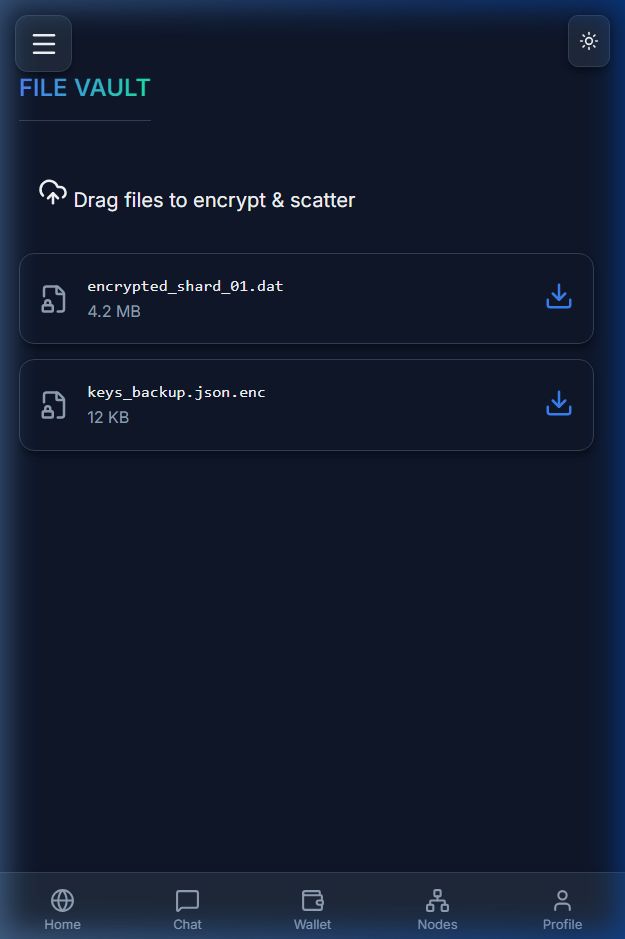 FILE VAULT
Drag files to encrypt & scatter
encrypted_shard_01.dat
4.2 MB
keys_backup.json.enc
12 KB
Home
Chat
Wallet
Nodes
Profile